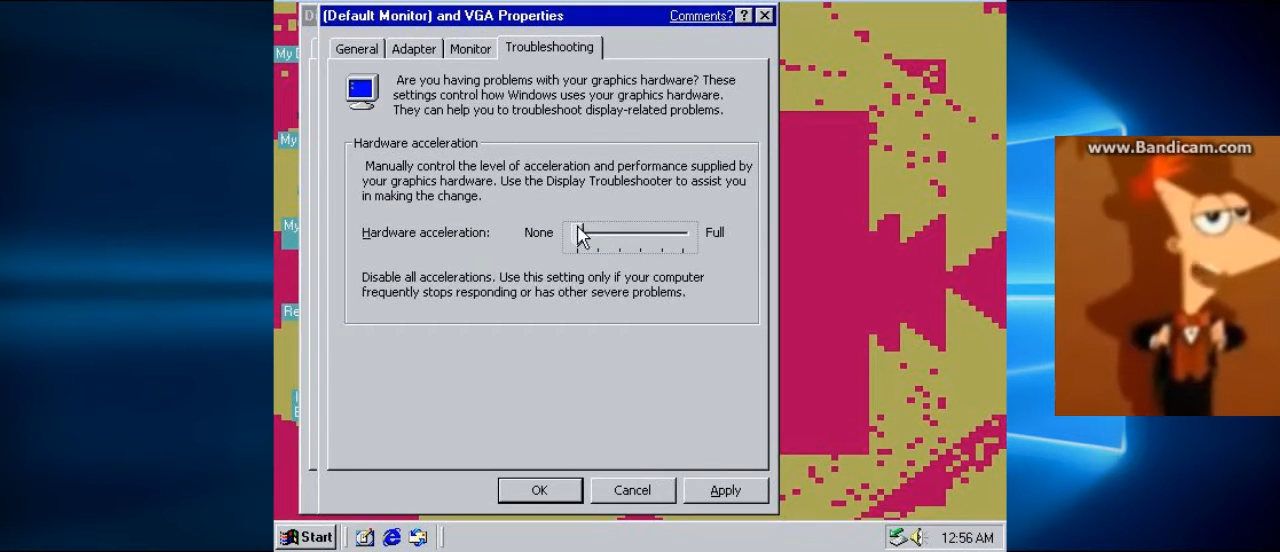 (Default Monitor) and VGA Properties
Comments?
General
Adapter
Monitor
Troubleshooting
Are you having problems with your graphics hardware? These
settings control how Windows uses your graphics hardware.
They can help you to troubleshoot display-related problems.
Hardware acceleration
Manually control the level of acceleration and performance supplied by
your graphics hardware. Use the Display Troubleshooter to assist you
in making the change.
Hardware acceleration:
None
Full
Disable all accelerations. Use this setting only if your computer
frequently stops responding or has other severe problems.
OK
Cancel
Apply
Start
12:56 AM
My
My
My
www.Bandicam.com